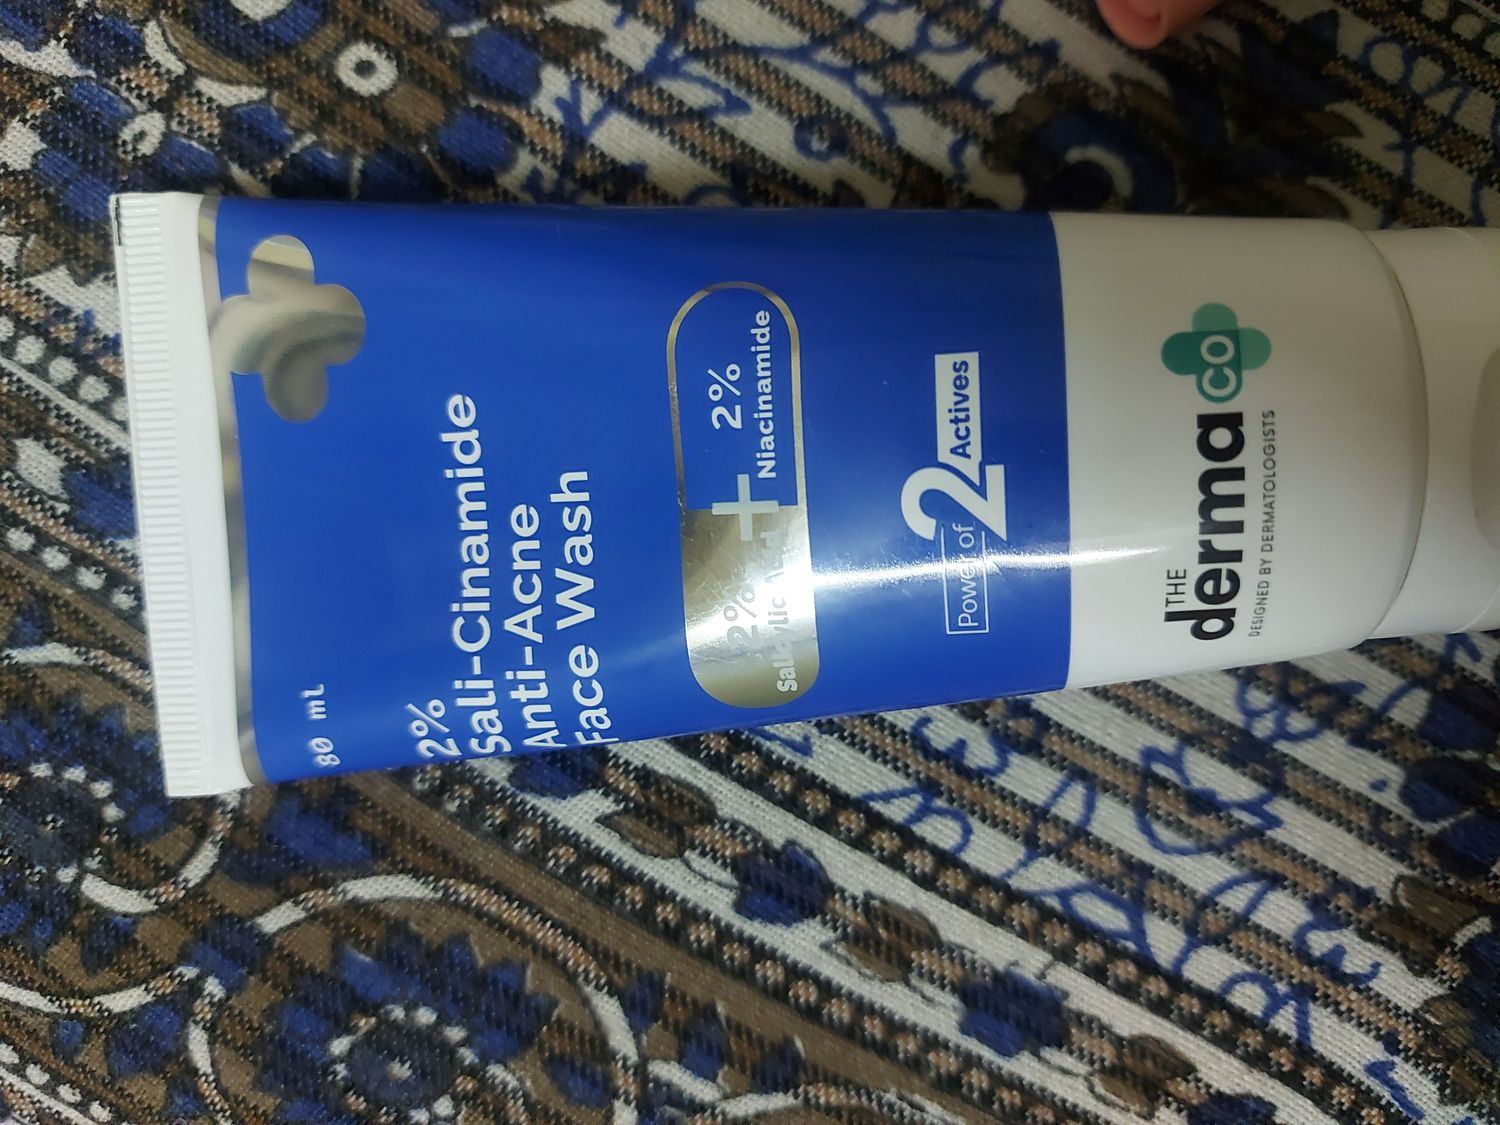 80 ml
2%
Sali-Cinamide
Anti-Acne
Face Wash
2% + 2%
Salicylic Acid Niacinamide
Power of 2 Actives
THE
derma co
DESIGNED BY DERMATOLOGISTS